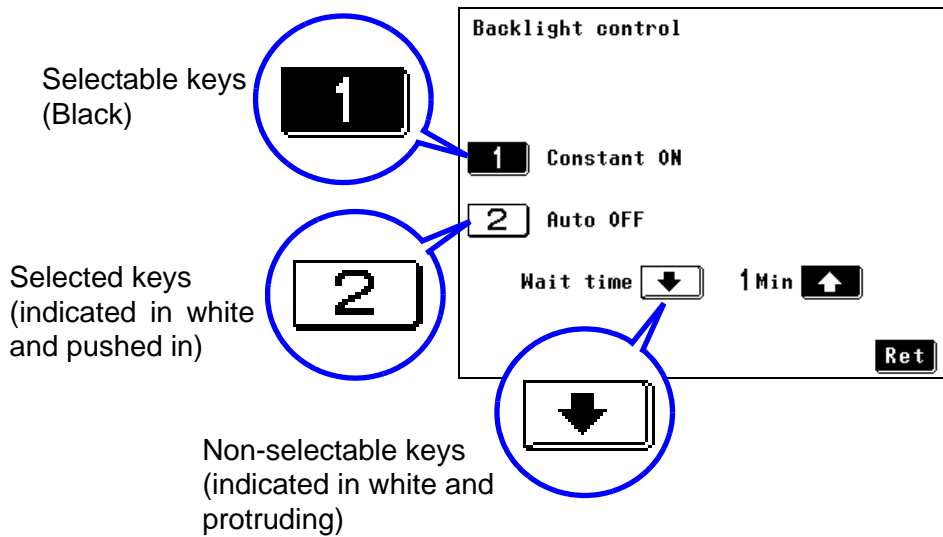 Backlight control
Selectable keys
(Black)
1
1 Constant ON
2 Auto OFF
Selected keys
(indicated in white
and pushed in)
2
Wait time 1 Min
Ret
Non-selectable keys
(indicated in white and
protruding)